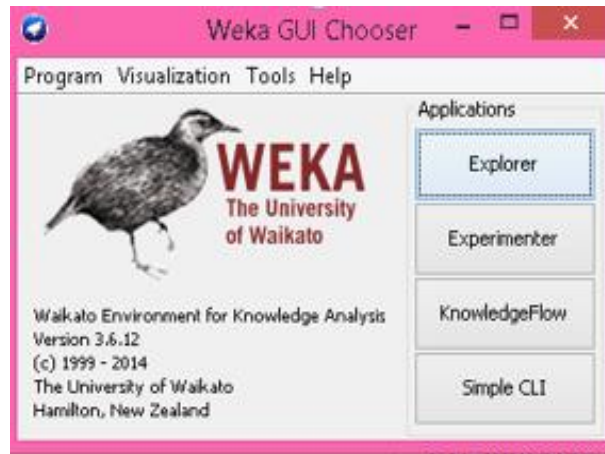 Weka GUI Chooser
Program Visualization Tools Help
Applications
WEKA
The University
of Waikato
Explorer
Experimenter
KnowledgeFlow
Simple CLI
Waikato Environment for Knowledge Analysis
Version 3.6.12
(c) 1999 - 2014
The University of Waikato
Hamilton, New Zealand